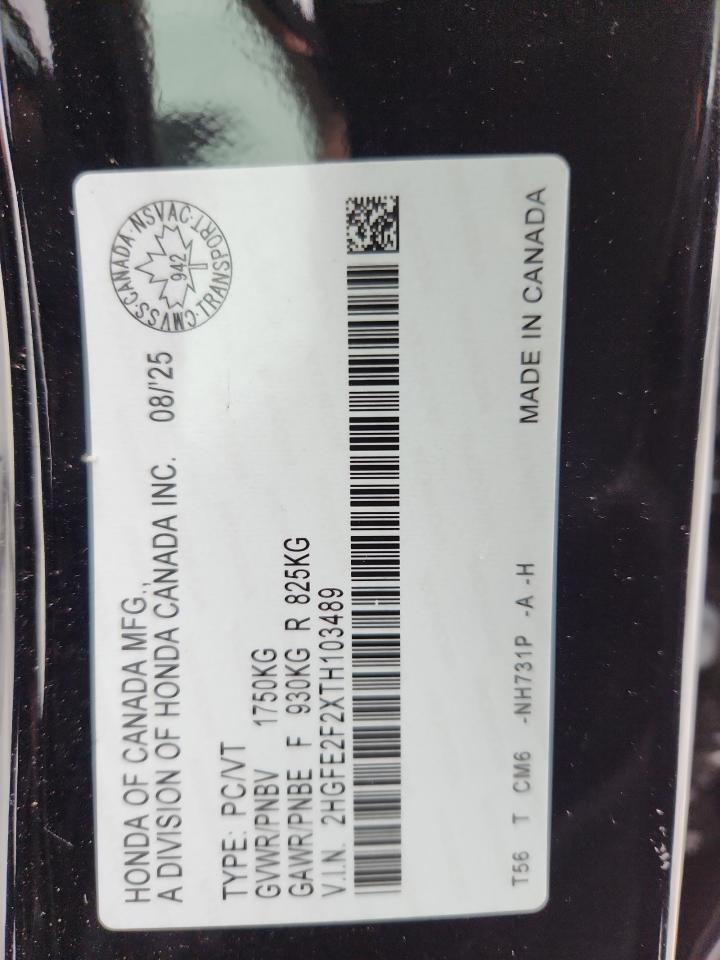 HONDA OF CANADA MFG.,
A DIVISION OF HONDA CANADA INC. 08/'25
CMVSS·CANADA·NSVAC·TRANSPORT
942
TYPE: PC/VT
GVWR/PNBV 1750KG
GAWR/PNBE F 930KG R 825KG
V.I.N. 2HGFE2F2XTH103489
T56 T CM6 -NH731P -A -H
MADE IN CANADA